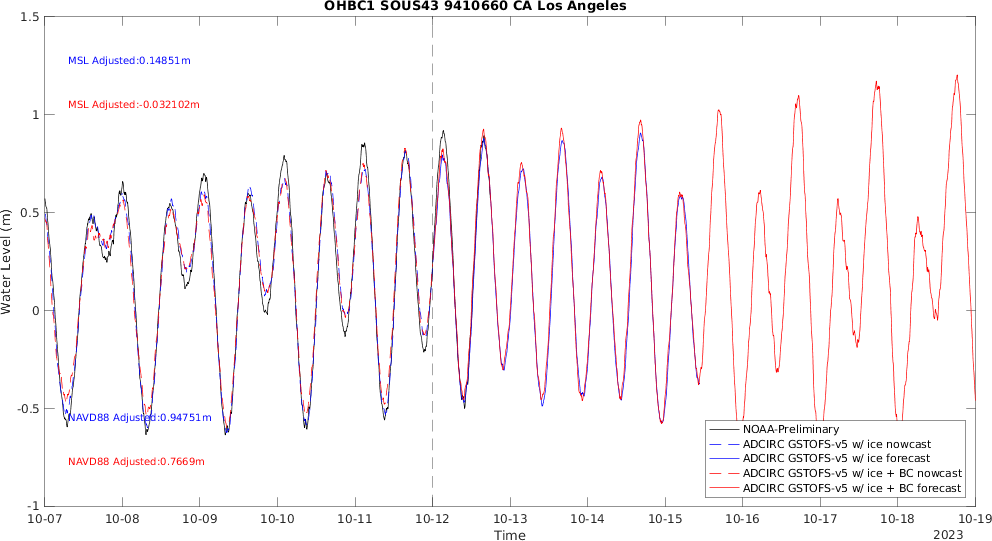 OHBC1 SOUS43 9410660 CA Los Angeles
1.5
MSL Adjusted:0.14851m
MSL Adjusted:-0.032102m
1
0.5
Water Level (m)
0
-0.5
NAVD88 Adjusted:0.94751m
NAVD88 Adjusted:0.7669m
NOAA-Preliminary
ADCIRC GSTOFS-v5 w/ ice nowcast
ADCIRC GSTOFS-v5 w/ ice forecast
ADCIRC GSTOFS-v5 w/ ice + BC nowcast
ADCIRC GSTOFS-v5 w/ ice + BC forecast
-1
10-07 10-08 10-09 10-10 10-11 10-12 10-13 10-14 10-15 10-16 10-17 10-18 10-19
Time
2023